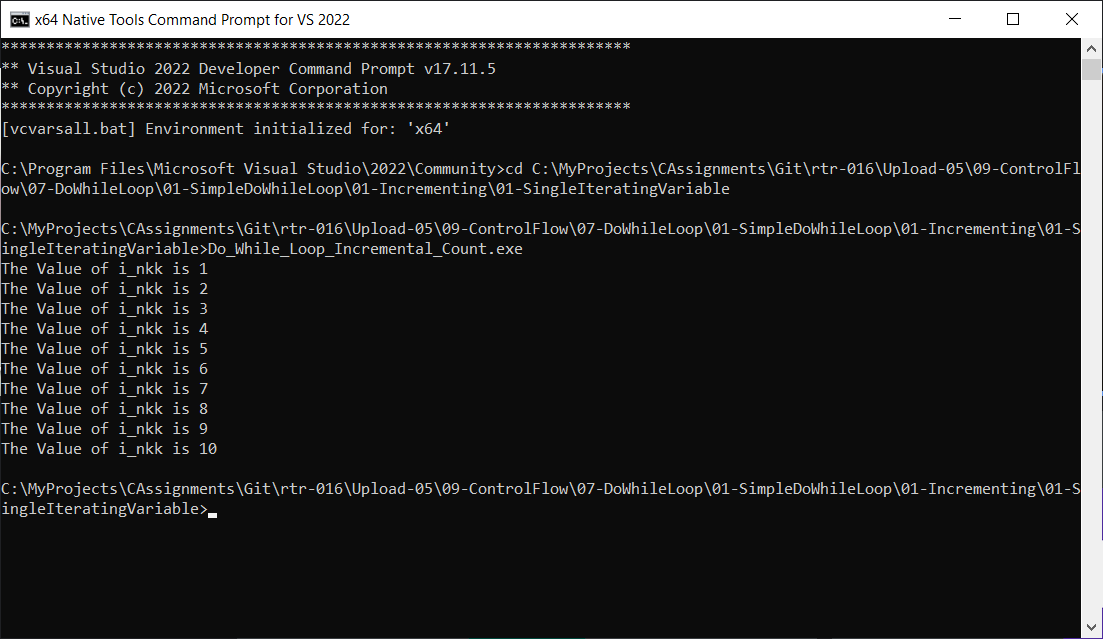 x64 Native Tools Command Prompt for VS 2022
**********************************************************************
** Visual Studio 2022 Developer Command Prompt v17.11.5
** Copyright (c) 2022 Microsoft Corporation
**********************************************************************
[vcvarsall.bat] Environment initialized for: 'x64'
C:\Program Files\Microsoft Visual Studio\2022\Community>cd C:\MyProjects\CAssignments\Git\rtr-016\Upload-05\09-ControlFl
ow\07-DoWhileLoop\01-SimpleDoWhileLoop\01-Incrementing\01-SingleIteratingVariable
C:\MyProjects\CAssignments\Git\rtr-016\Upload-05\09-ControlFlow\07-DoWhileLoop\01-SimpleDoWhileLoop\01-Incrementing\01-S
ingleIteratingVariable>Do_While_Loop_Incremental_Count.exe
The Value of i_nkk is 1
The Value of i_nkk is 2
The Value of i_nkk is 3
The Value of i_nkk is 4
The Value of i_nkk is 5
The Value of i_nkk is 6
The Value of i_nkk is 7
The Value of i_nkk is 8
The Value of i_nkk is 9
The Value of i_nkk is 10
C:\MyProjects\CAssignments\Git\rtr-016\Upload-05\09-ControlFlow\07-DoWhileLoop\01-SimpleDoWhileLoop\01-Incrementing\01-S
ingleIteratingVariable>